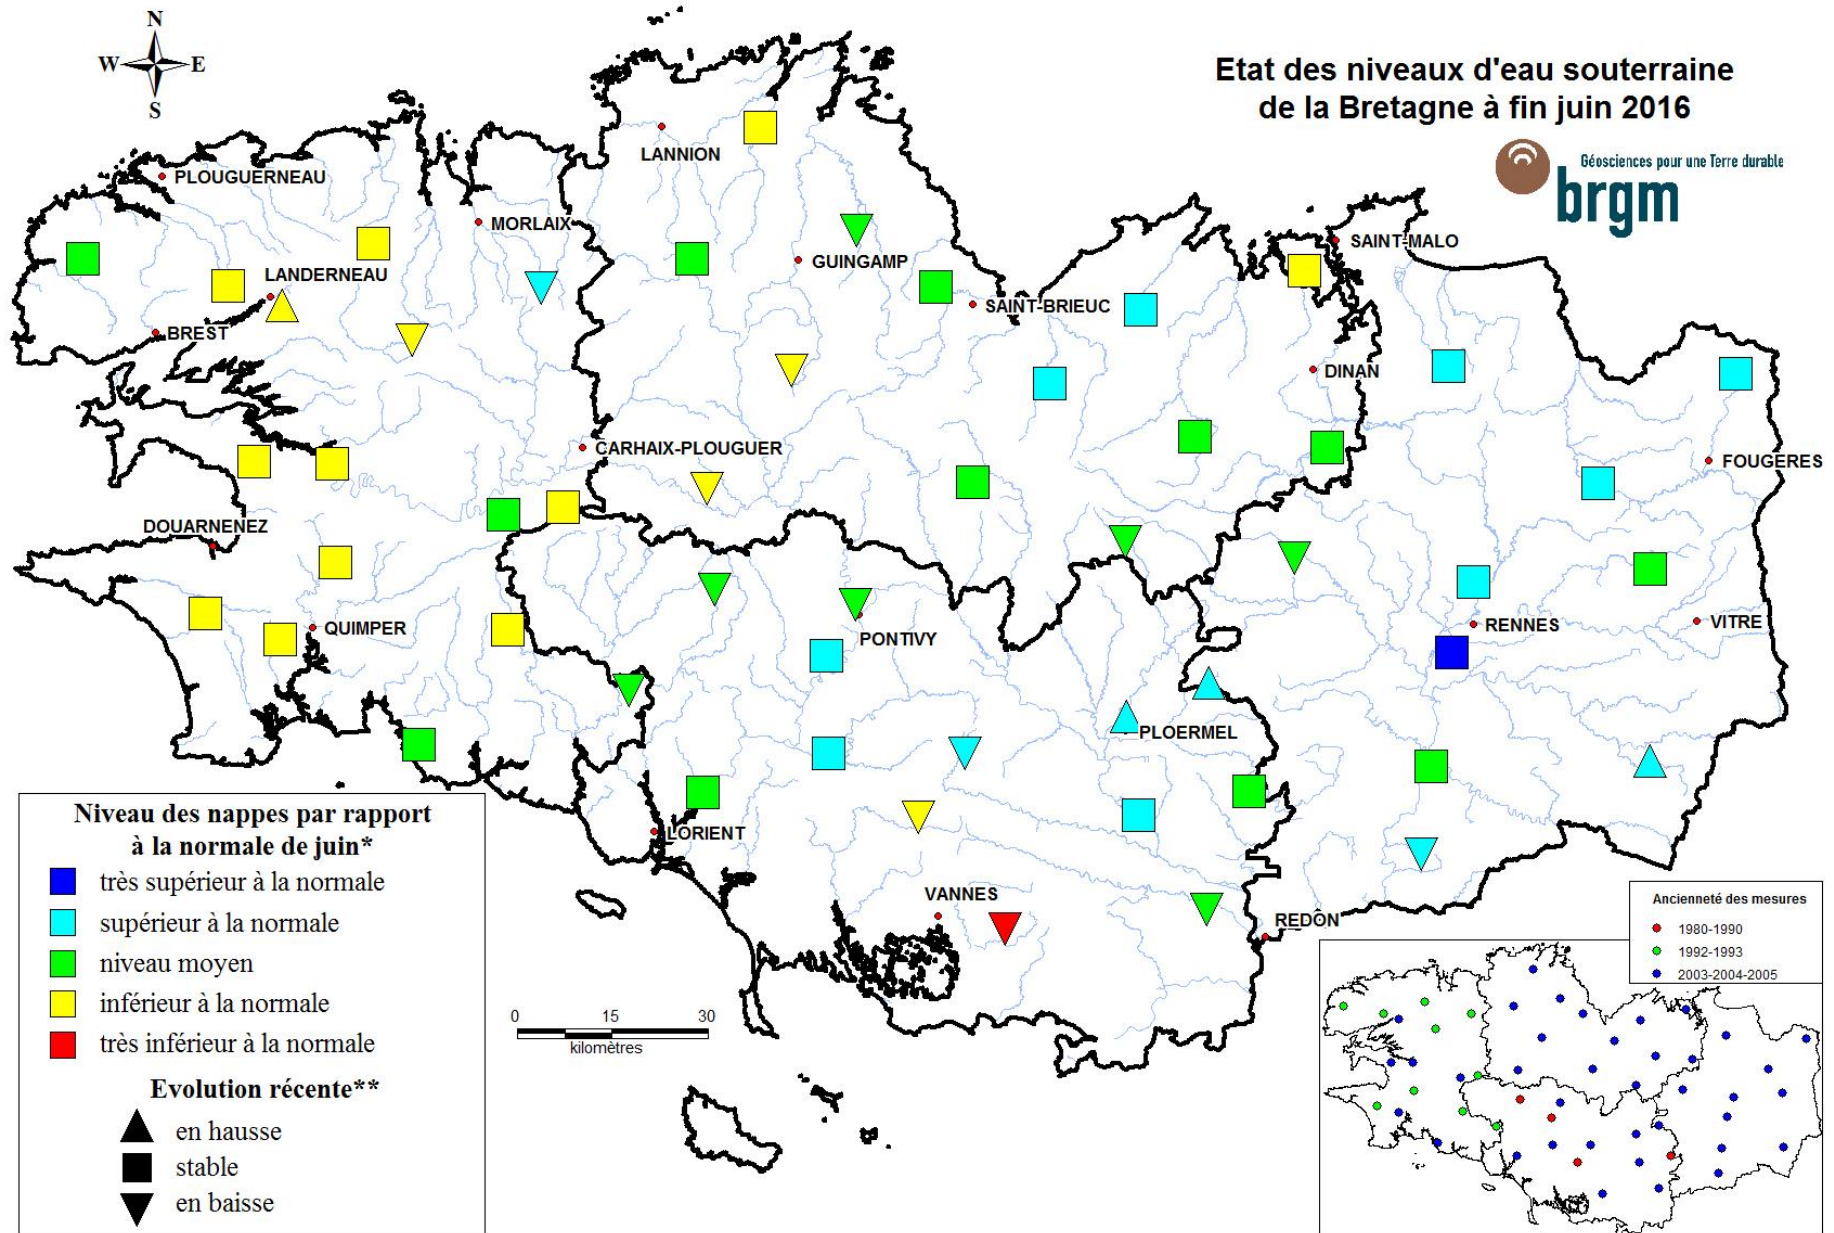 N
W E
S
Etat des niveaux d'eau souterraine
de la Bretagne à fin juin 2016
Géosciences pour une Terre durable
brgm
LANNION
PLOUGUERNEAU
MORLAIX
SAINT-MALO
GUINGAMP
LANDERNEAU
SAINT-BRIEUC
BREST
DINAN
CARHAIX-PLOUGUER
FOUGERES
DOUARNENEZ
QUIMPER
PONTIVY
RENNES
VITRE
PLOERMEL
LORIENT
VANNES
REDON
Niveau des nappes par rapport
à la normale de juin*
très supérieur à la normale
supérieur à la normale
niveau moyen
inférieur à la normale
très inférieur à la normale
Evolution récente**
en hausse
stable
en baisse
0 15 30
kilomètres
Ancienneté des mesures
1980-1990
1992-1993
2003-2004-2005